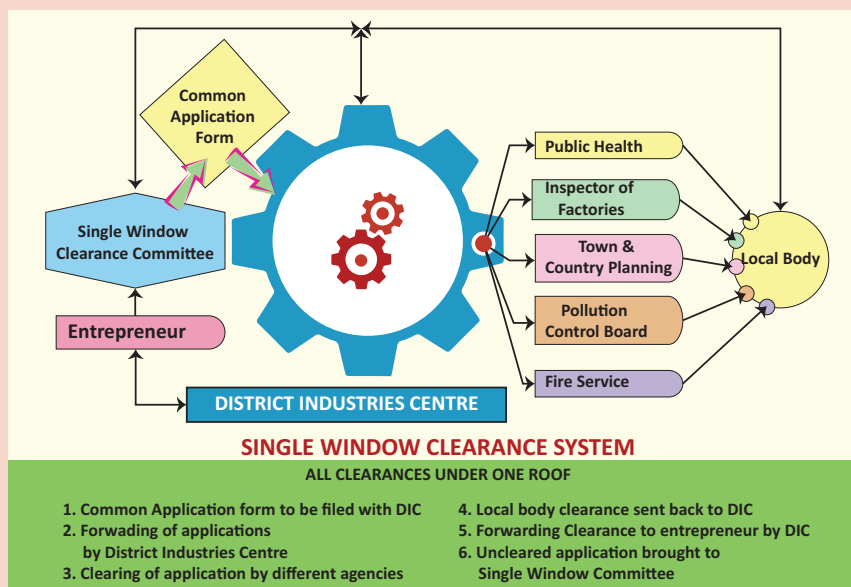 Common
Application
Form
Single Window
Clearance Committee
Entrepreneur
Public Health
Inspector of
Factories
Town &
Country Planning
Pollution
Control Board
Fire Service
Local Body
DISTRICT INDUSTRIES CENTRE
SINGLE WINDOW CLEARANCE SYSTEM
ALL CLEARANCES UNDER ONE ROOF
1. Common Application form to be filed with DIC
2. Forwading of applications
by District Industries Centre
3. Clearing of application by different agencies
4. Local body clearance sent back to DIC
5. Forwarding Clearance to entrepreneur by DIC
6. Uncleared application brought to
Single Window Committee